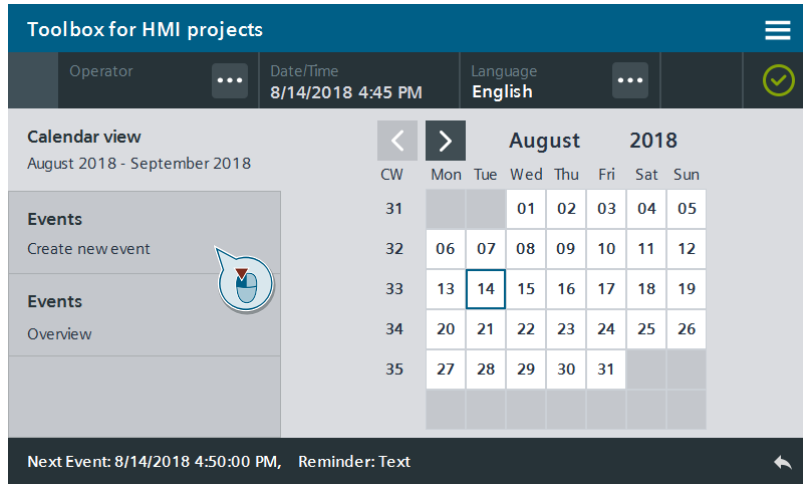 Toolbox for HMI projects
Operator
...
Date/Time
8/14/2018 4:45 PM
Language
English
...
Calendar view
August 2018 - September 2018
Events
Create new event
Events
Overview
August 2018
CW Mon Tue Wed Thu Fri Sat Sun
31 01 02 03 04 05
32 06 07 08 09 10 11 12
33 13 14 15 16 17 18 19
34 20 21 22 23 24 25 26
35 27 28 29 30 31
Next Event: 8/14/2018 4:50:00 PM, Reminder: Text